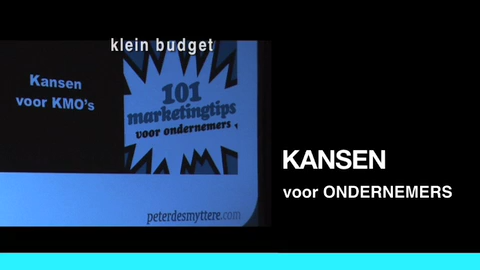 klein budget
Kansen
voor KMO's
101
marketingtips
voor ondernemers
peterdesmyttere.com
KANSEN
voor ONDERNEMERS